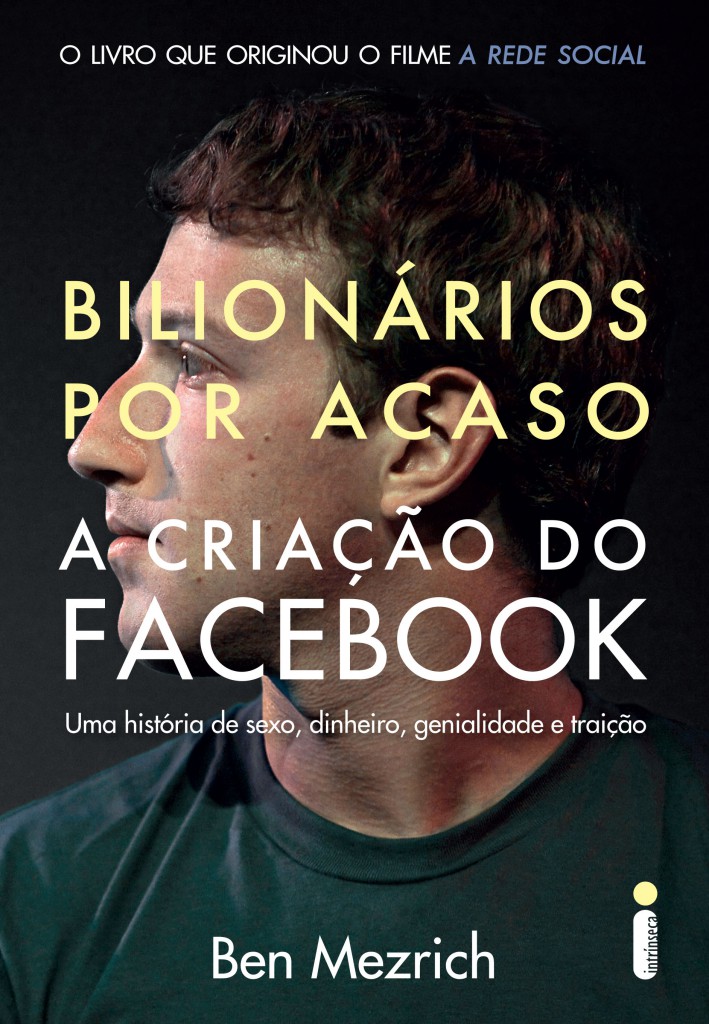 O LIVRO QUE ORIGINOU O FILME A REDE SOCIAL
BILIONÁRIOS
POR ACASO
A CRIAÇÃO DO
FACEBOOK
Uma história de sexo, dinheiro, genialidade e traição
Ben Mezrich
intrínseca